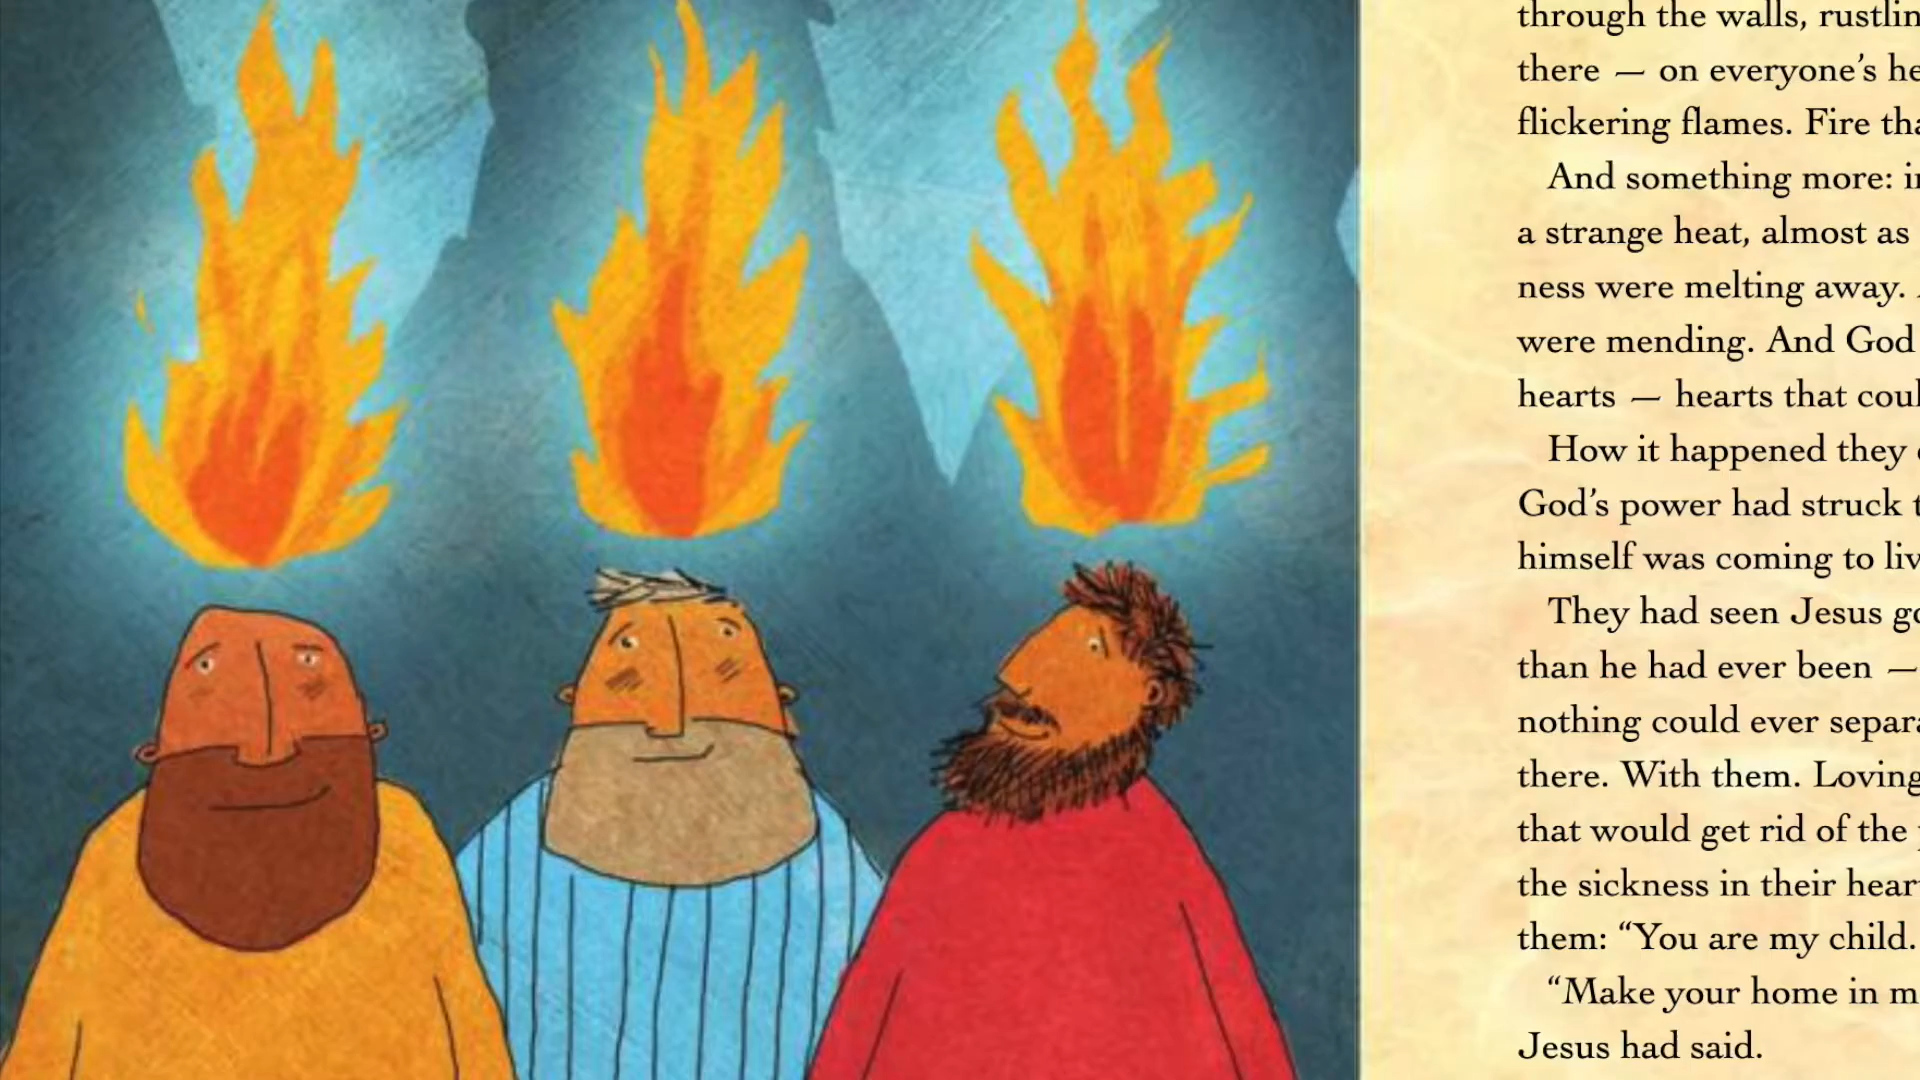 through the walls, rustlin
there — on everyone's he
flickering flames. Fire tha
And something more: in
a strange heat, almost as
ness were melting away.
were mending. And God
hearts — hearts that coul
How it happened they
God's power had struck t
himself was coming to liv
They had seen Jesus go
than he had ever been —
nothing could ever separa
there. With them. Loving
that would get rid of the
the sickness in their hear
them: “You are my child.
“Make your home in m
Jesus had said.